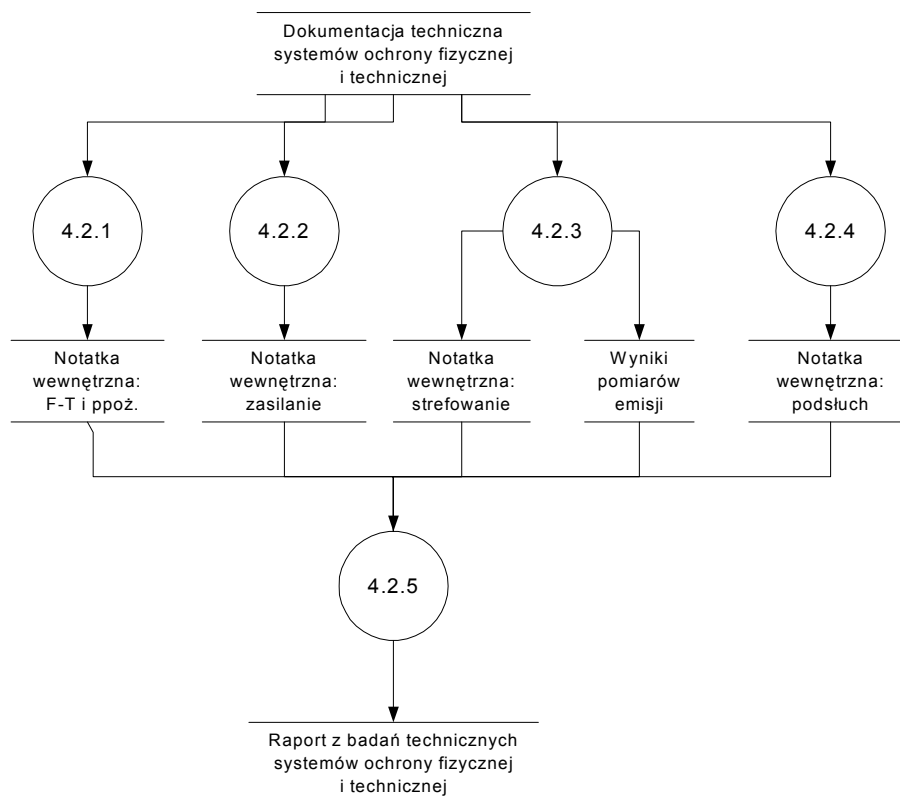 Dokumentacja techniczna
systemów ochrony fizycznej
i technicznej
4.2.1
4.2.2
4.2.3
4.2.4
Notatka
wewnętrzna:
F-T i ppoż.
Notatka
wewnętrzna:
zasilanie
Notatka
wewnętrzna:
strefowanie
Wyniki
pomiarów
emisji
Notatka
wewnętrzna:
podsłuch
4.2.5
Raport z badań technicznych
systemów ochrony fizycznej
i technicznej